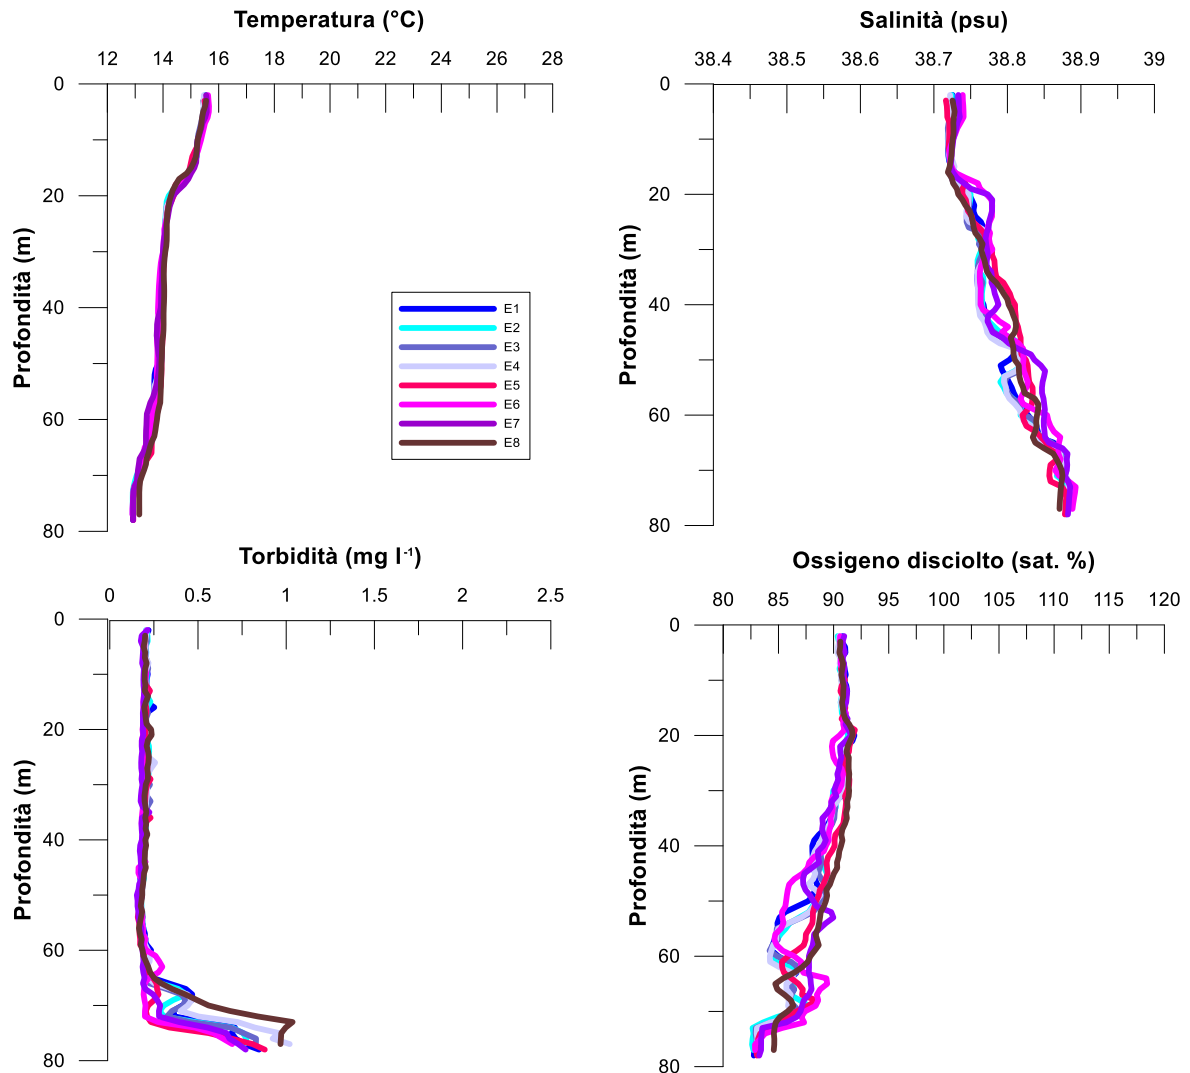 Temperatura (°C)
12 14 16 18 20 22 24 26 28
0
20
40
60
80
Profondità (m)
E1
E2
E3
E4
E5
E6
E7
E8
Salinità (psu)
38.4 38.5 38.6 38.7 38.8 38.9 39
0
20
40
60
80
Profondità (m)
Torbidità (mg l-1)
0 0.5 1 1.5 2 2.5
0
20
40
60
80
Profondità (m)
Ossigeno disciolto (sat. %)
80 85 90 95 100 105 110 115 120
0
20
40
60
80
Profondità (m)